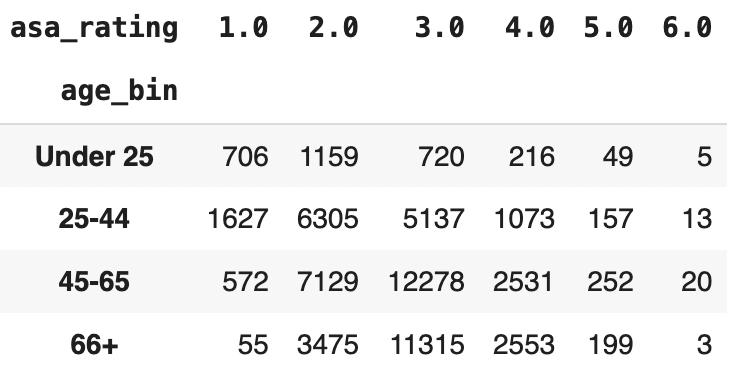 asa_rating 1.0 2.0 3.0 4.0 5.0 6.0
age_bin
Under 25 706 1159 720 216 49 5
25-44 1627 6305 5137 1073 157 13
45-65 572 7129 12278 2531 252 20
66+ 55 3475 11315 2553 199 3